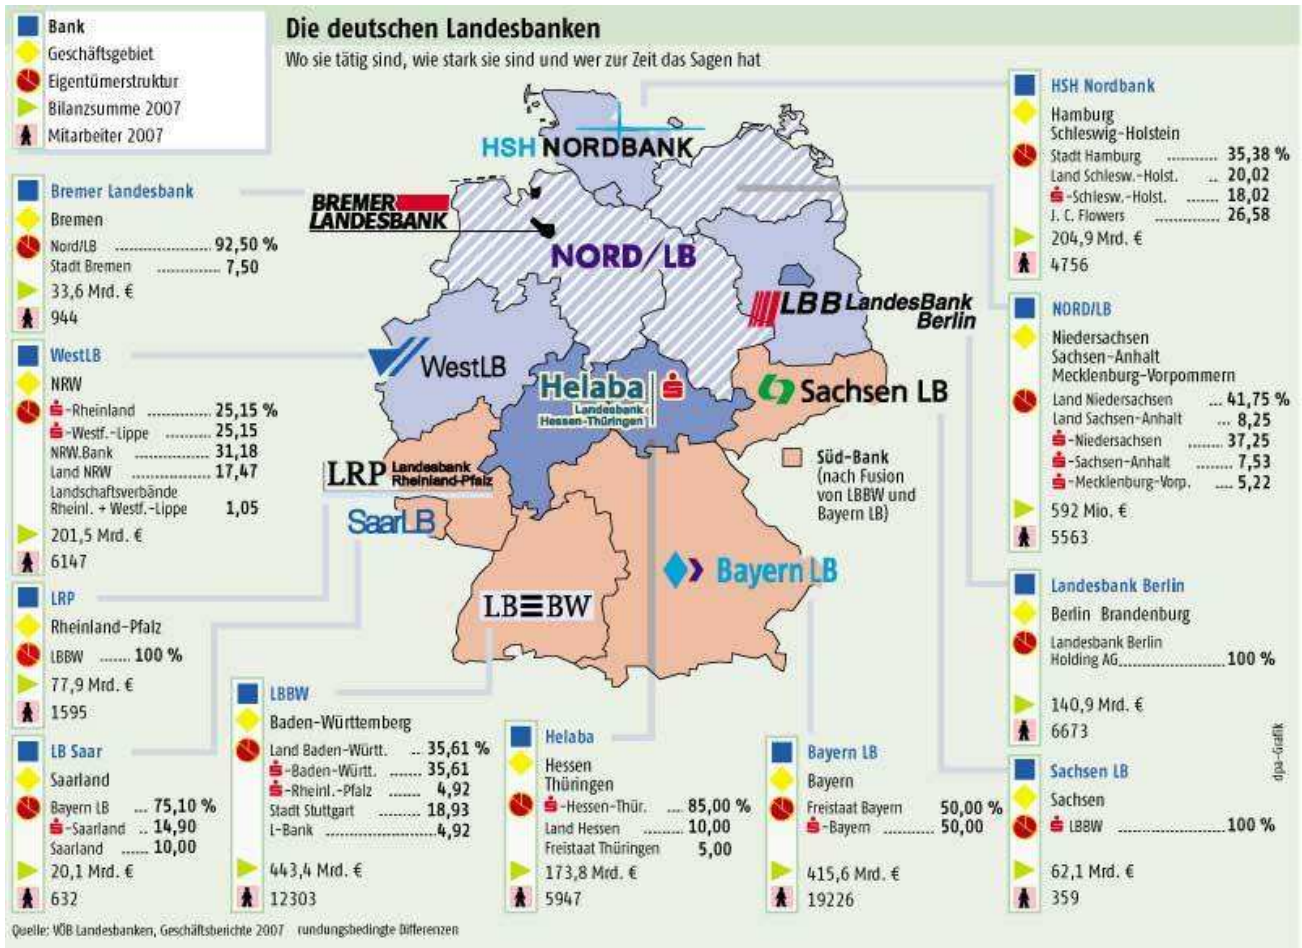 Bank
Geschäftsgebiet
Eigentümerstruktur
Bilanzsumme 2007
Mitarbeiter 2007
Die deutschen Landesbanken
Wo sie tätig sind, wie stark sie sind und wer zur Zeit das Sagen hat
Bremer Landesbank
Bremen
Nord/LB ................ 92,50 %
Stadt Bremen ............. 7,50
33,6 Mrd. €
944
WestLB
NRW
S-Rheinland ........... 25,15 %
S-Westf.-Lippe ......... 25,15
NRW.Bank ............... 31,18
Land NRW ................ 17,47
Landschaftsverbände
Rheinl. + Westf.-Lippe 1,05
201,5 Mrd. €
6147
LRP
Rheinland-Pfalz
LBBW ...... 100 %
77,9 Mrd. €
1595
LB Saar
Saarland
Bayern LB ... 75,10 %
S-Saarland .. 14,90
Saarland ...... 10,00
20,1 Mrd. €
632
LBBW
Baden-Württemberg
Land Baden-Württ. .. 35,61 %
S-Baden-Württ. ....... 35,61
S-Rheinl.-Pfalz ...... 4,92
Stadt Stuttgart ........ 18,93
L-Bank ....................4,92
443,4 Mrd. €
12303
Helaba
Hessen
Thüringen
S-Hessen-Thür. ..... 85,00 %
Land Hessen ......... 10,00
Freistaat Thüringen 5,00
173,8 Mrd. €
5947
Bayern LB
Bayern
Freistaat Bayern 50,00 %
S-Bayern .......... 50,00
415,6 Mrd. €
19226
HSH Nordbank
Hamburg
Schleswig-Holstein
Stadt Hamburg ........... 35,38 %
Land Schlesw.-Holst. .. 20,02
S-Schlesw.-Holst. ....... 18,02
J. C. Flowers .............. 26,58
204,9 Mrd. €
4756
NORD/LB
Niedersachsen
Sachsen-Anhalt
Mecklenburg-Vorpommern
Land Niedersachsen ... 41,75 %
Land Sachsen-Anhalt ... 8,25
S-Niedersachsen ....... 37,25
S-Sachsen-Anhalt ....... 7,53
S-Mecklenburg-Vorp. .... 5,22
592 Mio. €
5563
Landesbank Berlin
Berlin Brandenburg
Landesbank Berlin
Holding AG....................100 %
140,9 Mrd. €
6673
Sachsen LB
Sachsen
S LBBW .................... 100 %
62,1 Mrd. €
359
HSH NORDBANK
BREMER
LANDESBANK
NORD/LB
LBB LandesBank
Berlin
WestLB
Helaba S
Landesbank
Hessen-Thüringen
Sachsen LB
LRP Landesbank
Rheinland-Pfalz
SaarLB
Süd-Bank
(nach Fusion
von LBBW und
Bayern LB)
Bayern LB
LB≡BW
dpa-Grafik
Quelle: VÖB Landesbanken, Geschäftsberichte 2007 rundungsbedingte Differenzen